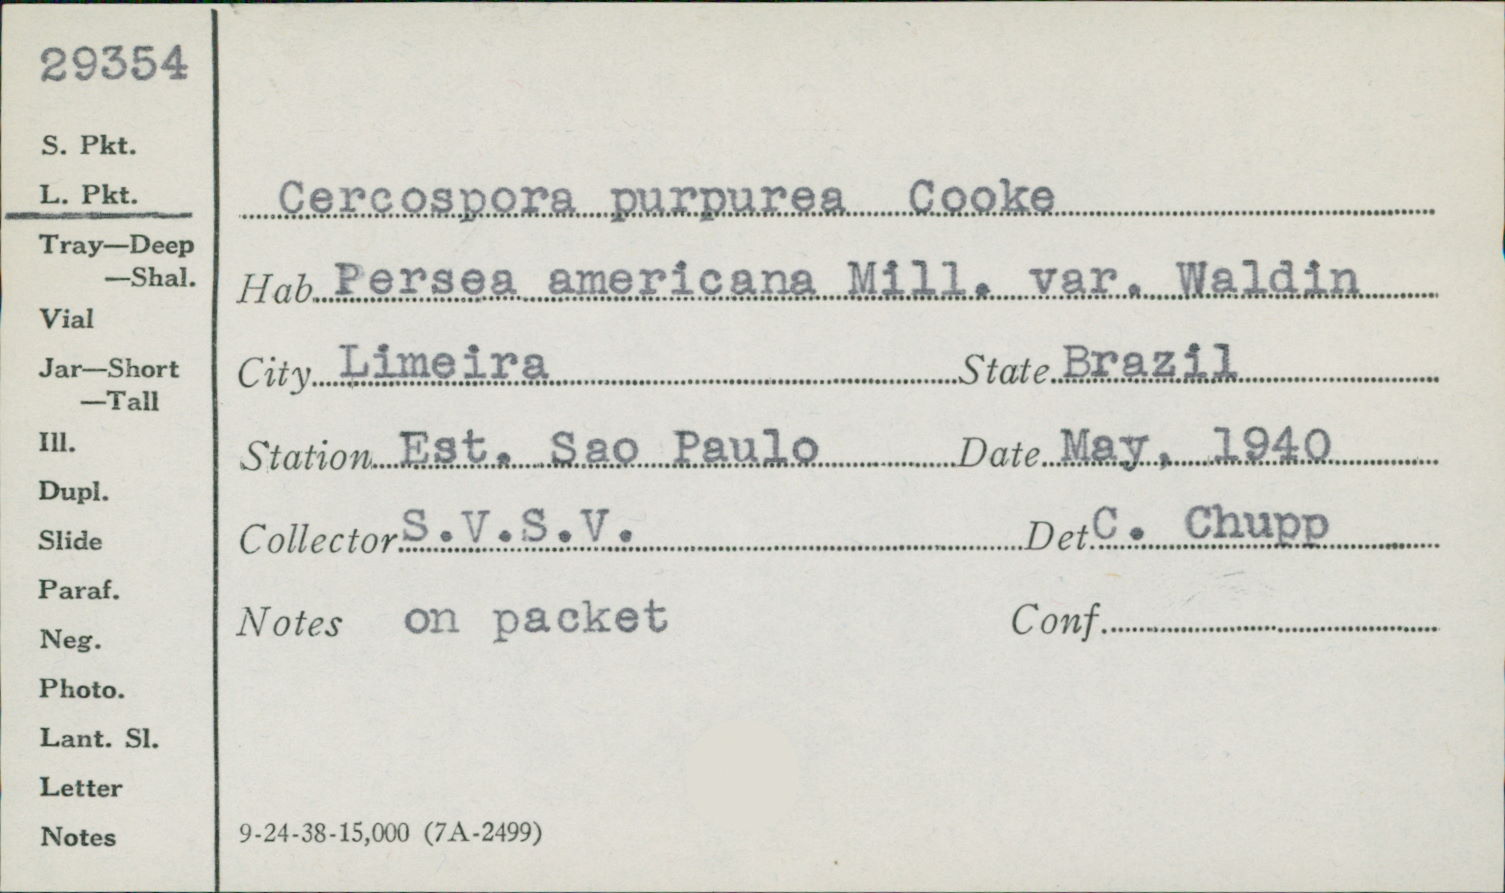 29354
S. Pkt.
L. Pkt.
Tray—Deep
—Shal.
Vial
Jar—Short
—Tall
Ill.
Dupl.
Slide
Paraf.
Neg.
Photo.
Lant. Sl.
Letter
Notes
Cercospora purpurea Cooke
Hab. Persea americana Mill. var. Waldin
City Limeira State Brazil
Station Est. Sao Paulo Date May, 1940
Collector S.V.S.V. Det. C. Chupp
Notes on packet Conf.
9-24-38-15,000 (7A-2499)